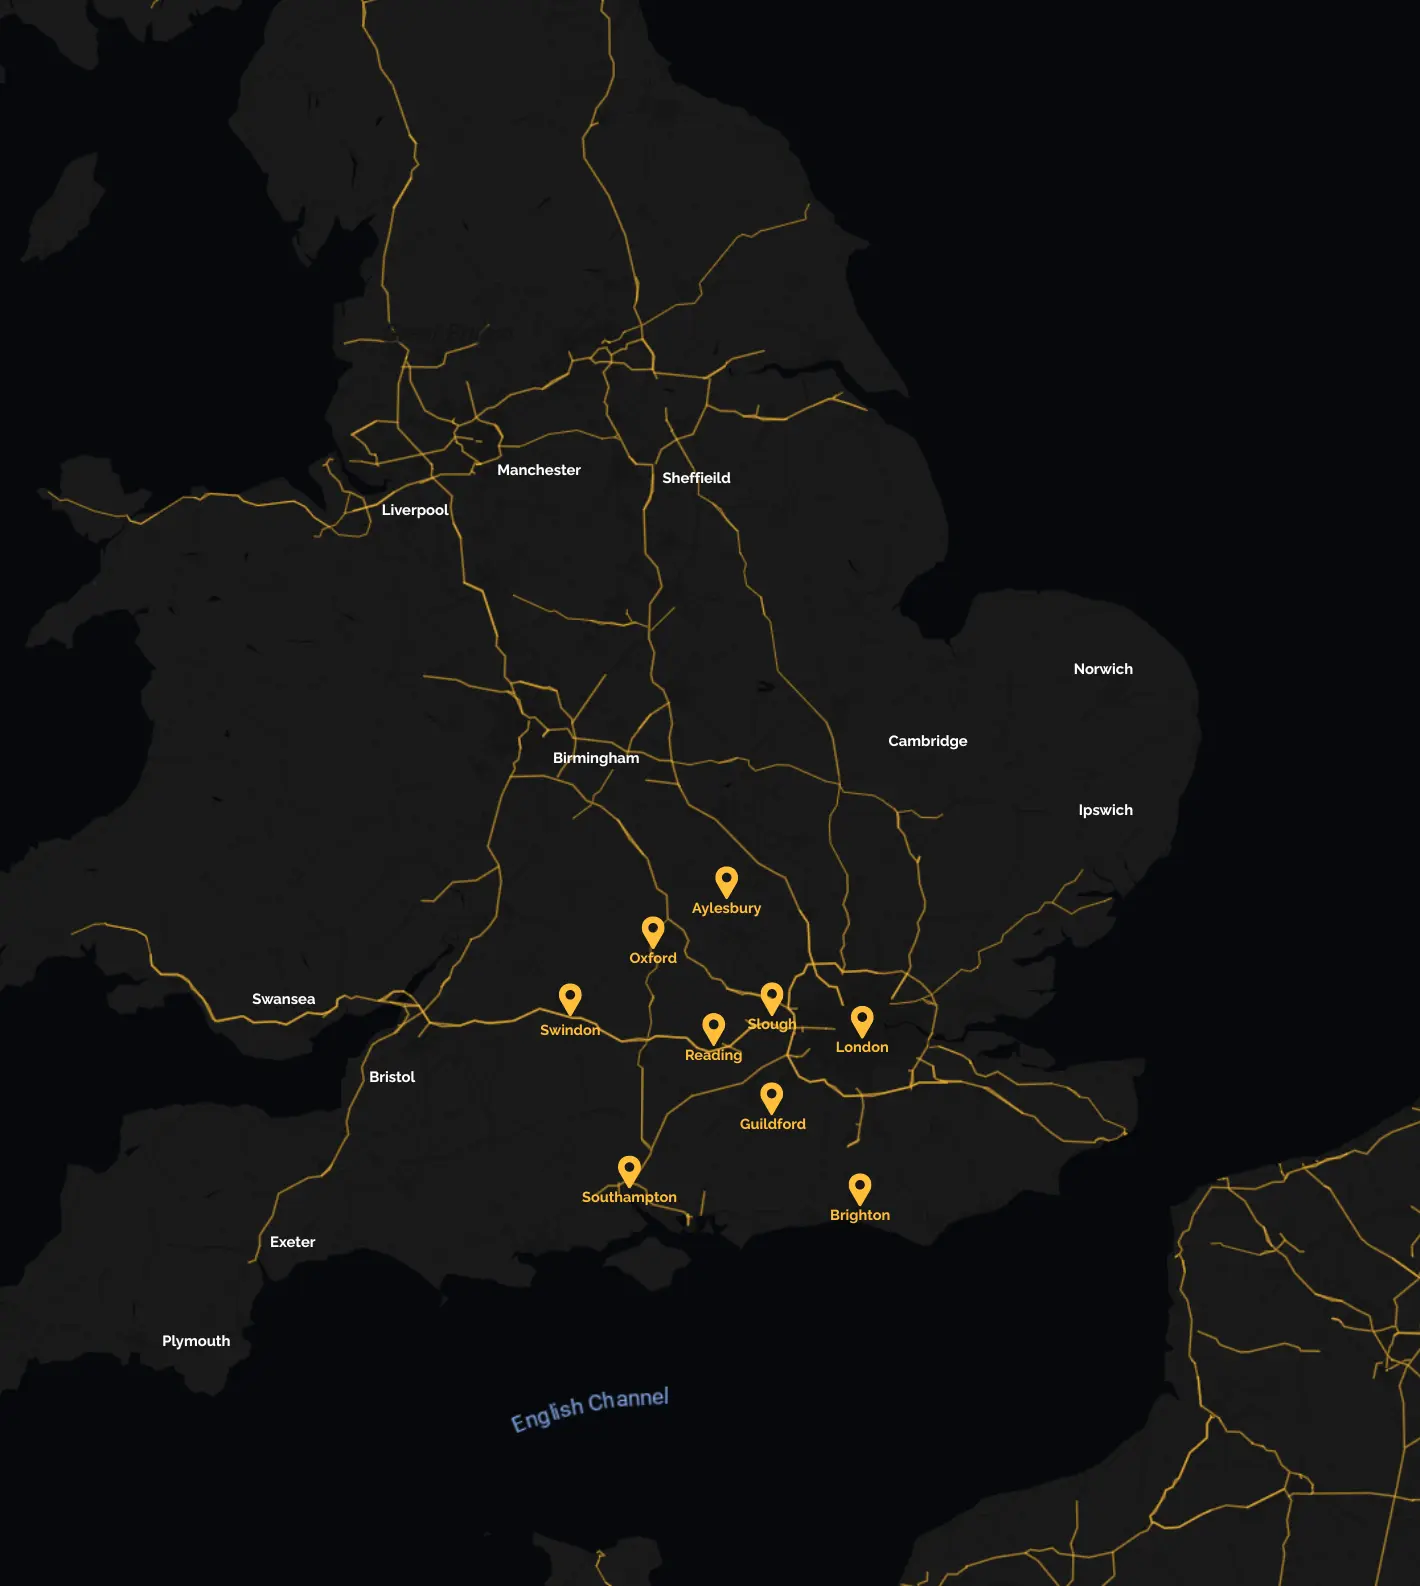 Manchester
Sheffieild
Liverpool
Norwich
Cambridge
Birmingham
Ipswich
Aylesbury
Oxford
Swansea
Swindon
Slough
Reading
London
Bristol
Guildford
Southampton
Brighton
Exeter
Plymouth
English Channel